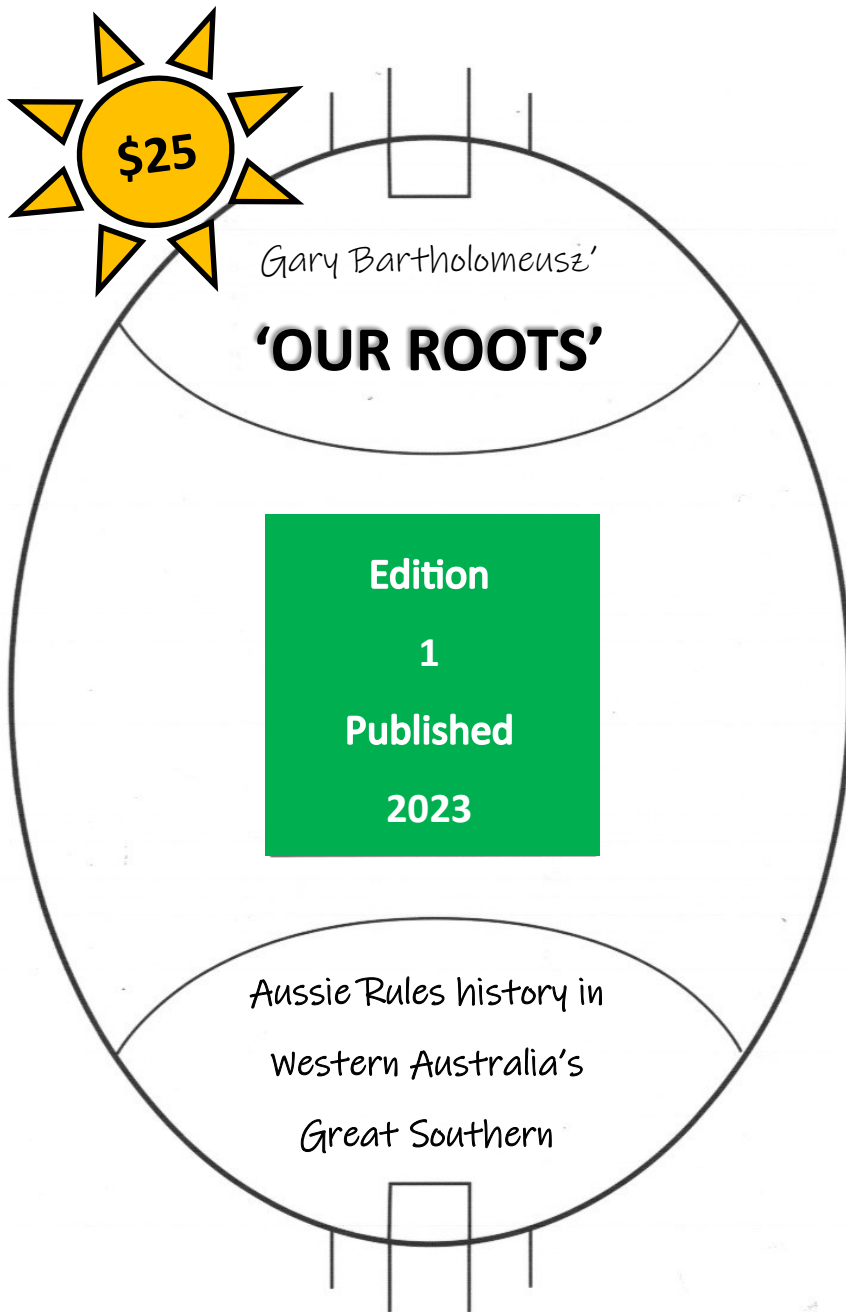 $25
Gary Bartholomeusz’
‘OUR ROOTS’
Edition
1
Published
2023
Aussie Rules history in
Western Australia’s
Great Southern